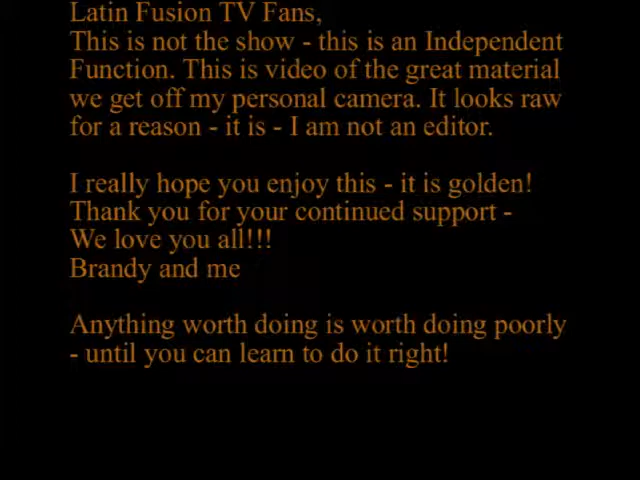 Latin Fusion TV Fans,
This is not the show - this is an Independent
Function. This is video of the great material
we get off my personal camera. It looks raw
for a reason - it is - I am not an editor.
I really hope you enjoy this - it is golden!
Thank you for your continued support -
We love you all!!!
Brandy and me
Anything worth doing is worth doing poorly
- until you can learn to do it right!